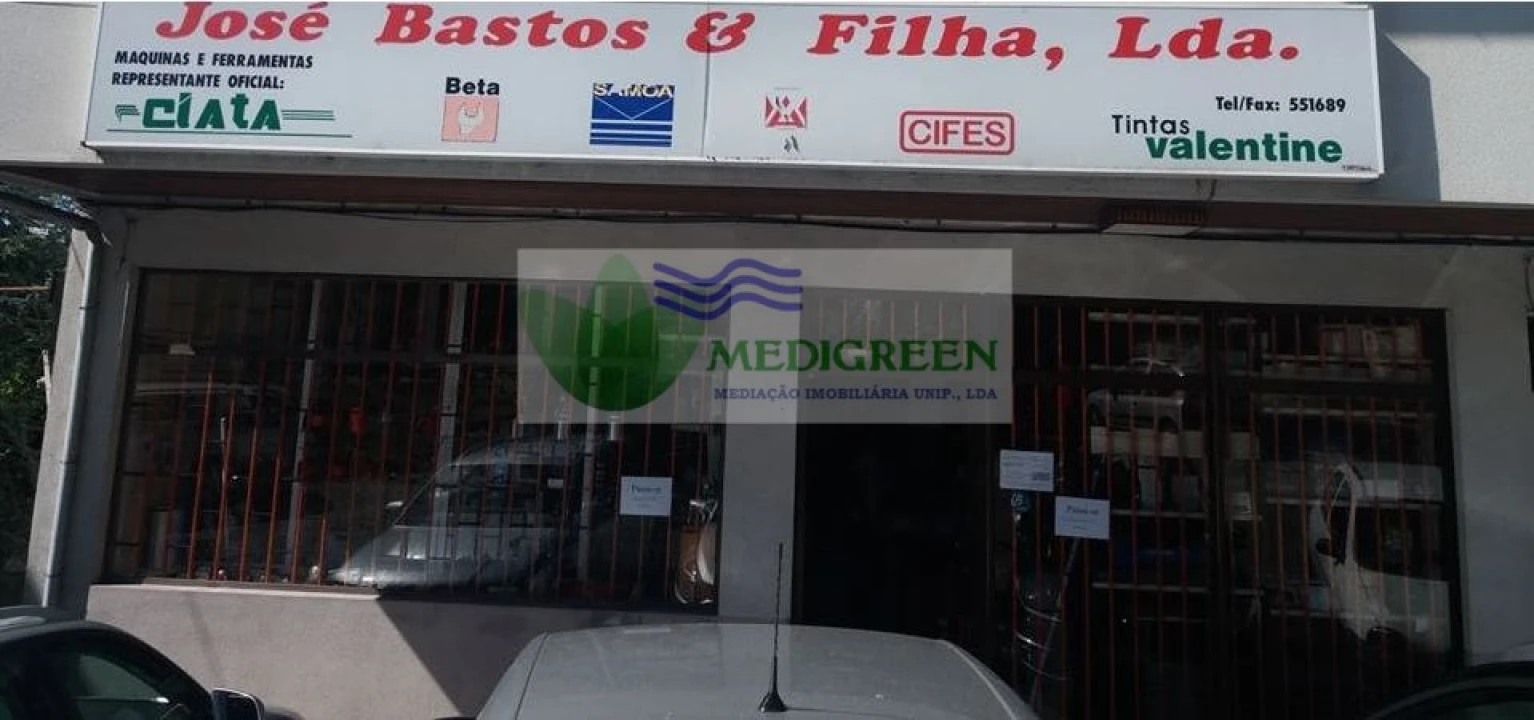 José Bastos & Filha, Lda.
MAQUINAS E FERRAMENTAS
REPRESENTANTE OFICIAL:
CIATA
Beta
SAMOA
CIFES
Tel/Fax: 551689
Tintas
valentine
MEDIGREEN
MEDIAÇÃO IMOBILIÁRIA UNIP., LDA